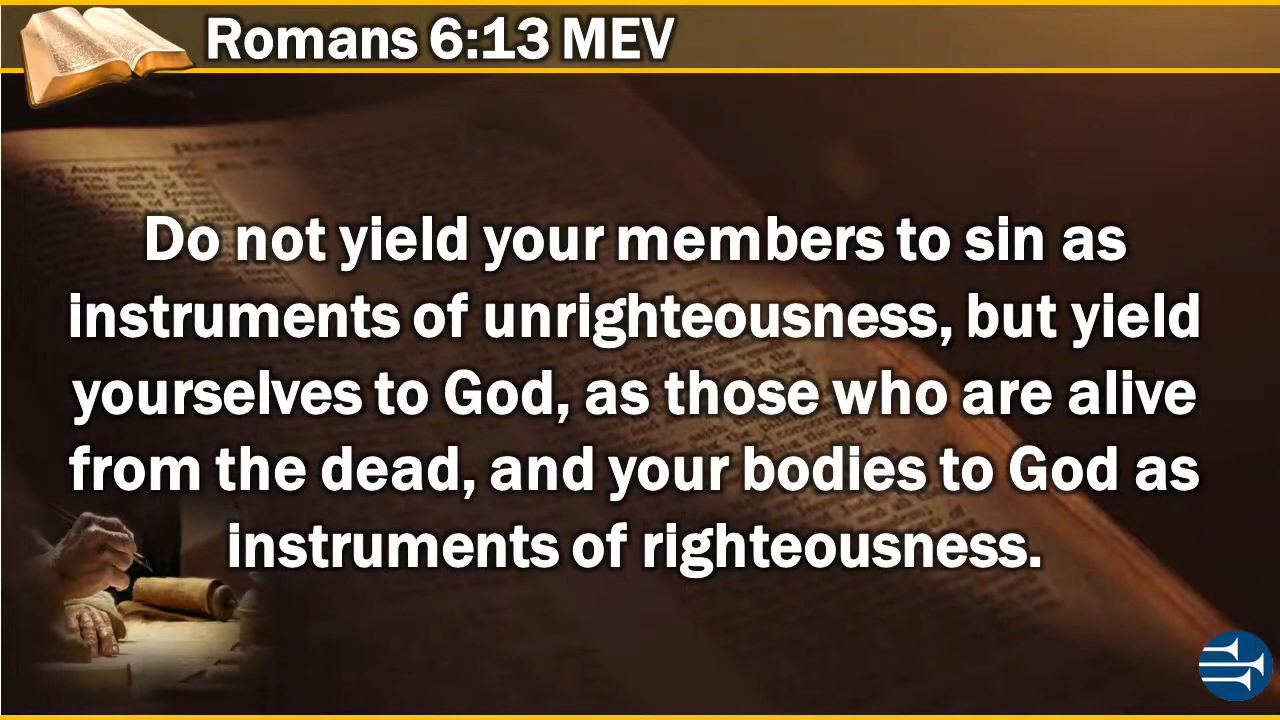 Romans 6:13 MEV
Do not yield your members to sin as
instruments of unrighteousness, but yield
yourselves to God, as those who are alive
from the dead, and your bodies to God as
instruments of righteousness.